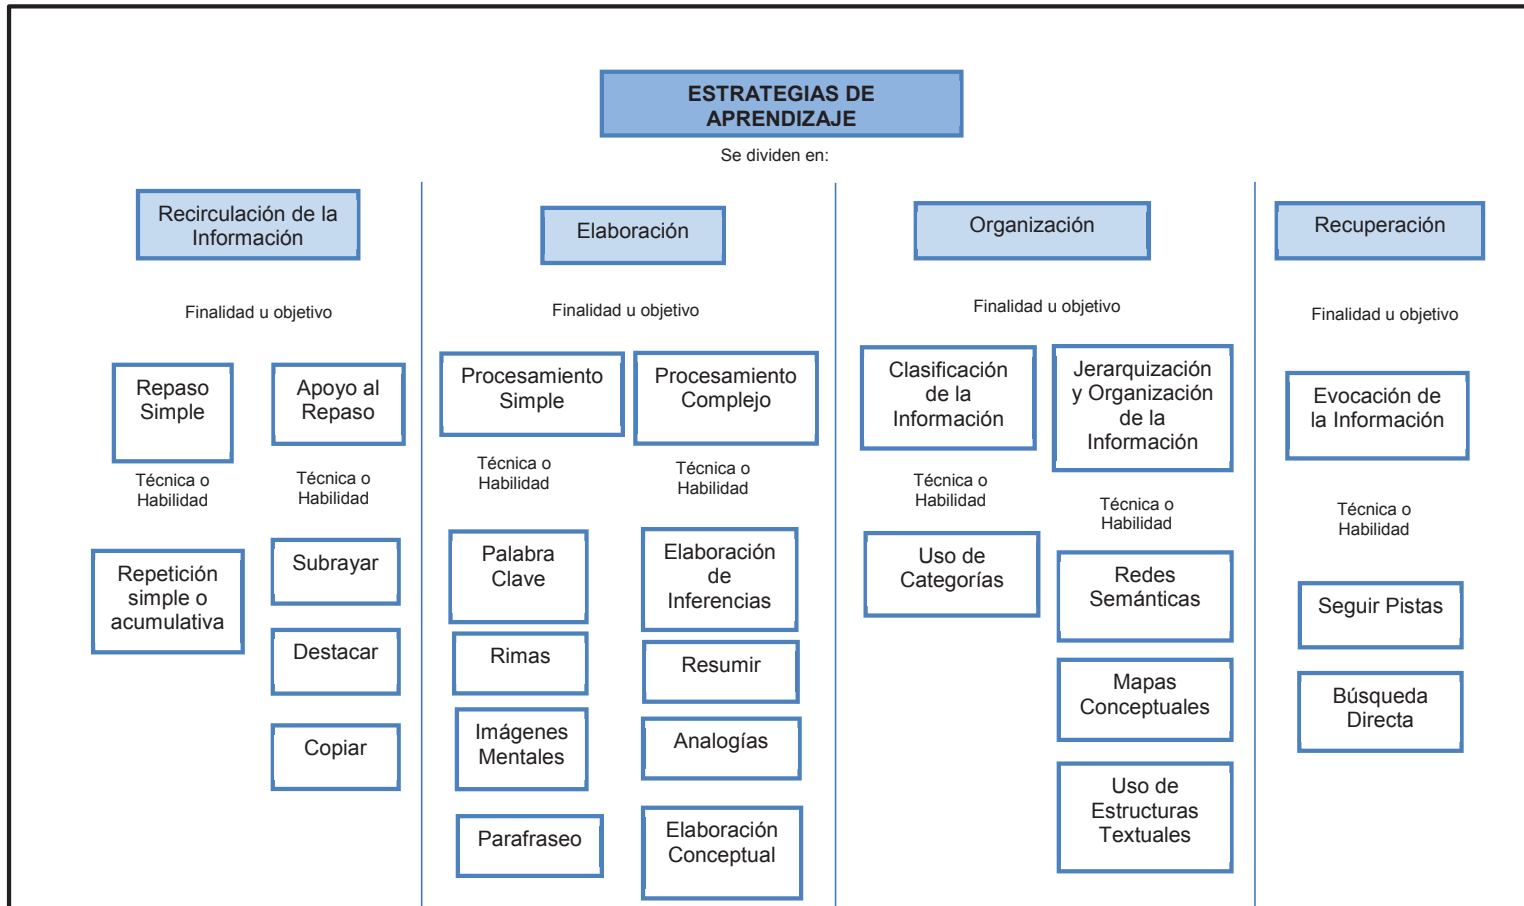 ESTRATEGIAS DE
APRENDIZAJE
Se dividen en:
Recirculación de la
Información
Finalidad u objetivo
Repaso
Simple
Técnica o
Habilidad
Repetición
simple o
acumulativa
Apoyo al
Repaso
Técnica o
Habilidad
Subrayar
Destacar
Copiar
Elaboración
Finalidad u objetivo
Procesamiento
Simple
Técnica o
Habilidad
Palabra
Clave
Rimas
Imágenes
Mentales
Parafraseo
Procesamiento
Complejo
Técnica o
Habilidad
Elaboración
de
Inferencias
Resumir
Analogías
Elaboración
Conceptual
Organización
Finalidad u objetivo
Clasificación
de la
Información
Técnica o
Habilidad
Uso de
Categorías
Jerarquización
y Organización
de la
Información
Técnica o
Habilidad
Redes
Semánticas
Mapas
Conceptuales
Uso de
Estructuras
Textuales
Recuperación
Finalidad u objetivo
Evocación de
la Información
Técnica o
Habilidad
Seguir Pistas
Búsqueda
Directa